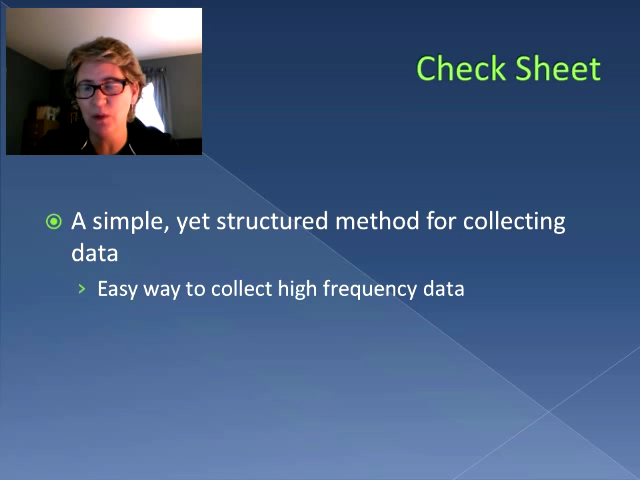 Check Sheet
A simple, yet structured method for collecting
data
Easy way to collect high frequency data